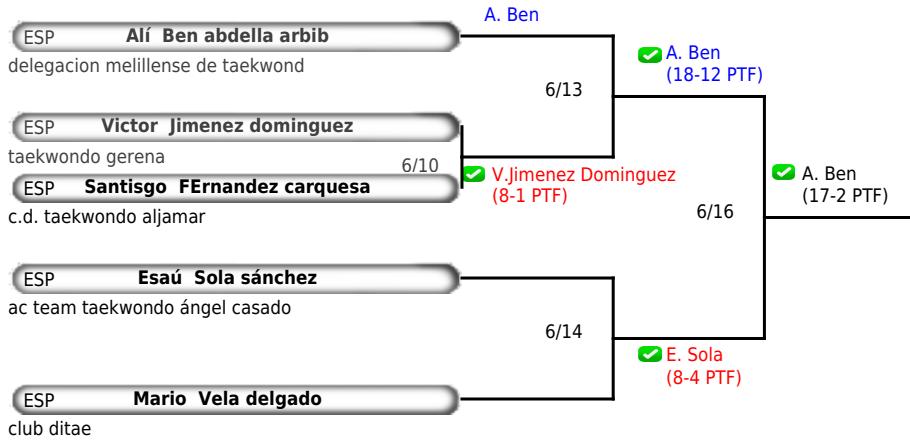 A. Ben
ESP Alí Ben abdella arbib
delegacion melillense de taekwond
A. Ben
(18-12 PTF)
6/13
ESP Victor Jimenez dominguez
taekwondo gerena
6/10
V.Jimenez Dominguez
(8-1 PTF)
ESP Santisgo FErnandez carquesa
c.d. taekwondo aljamar
A. Ben
(17-2 PTF)
6/16
ESP Esaú Sola sánchez
ac team taekwondo ángel casado
6/14
E. Sola
(8-4 PTF)
ESP Mario Vela delgado
club ditae